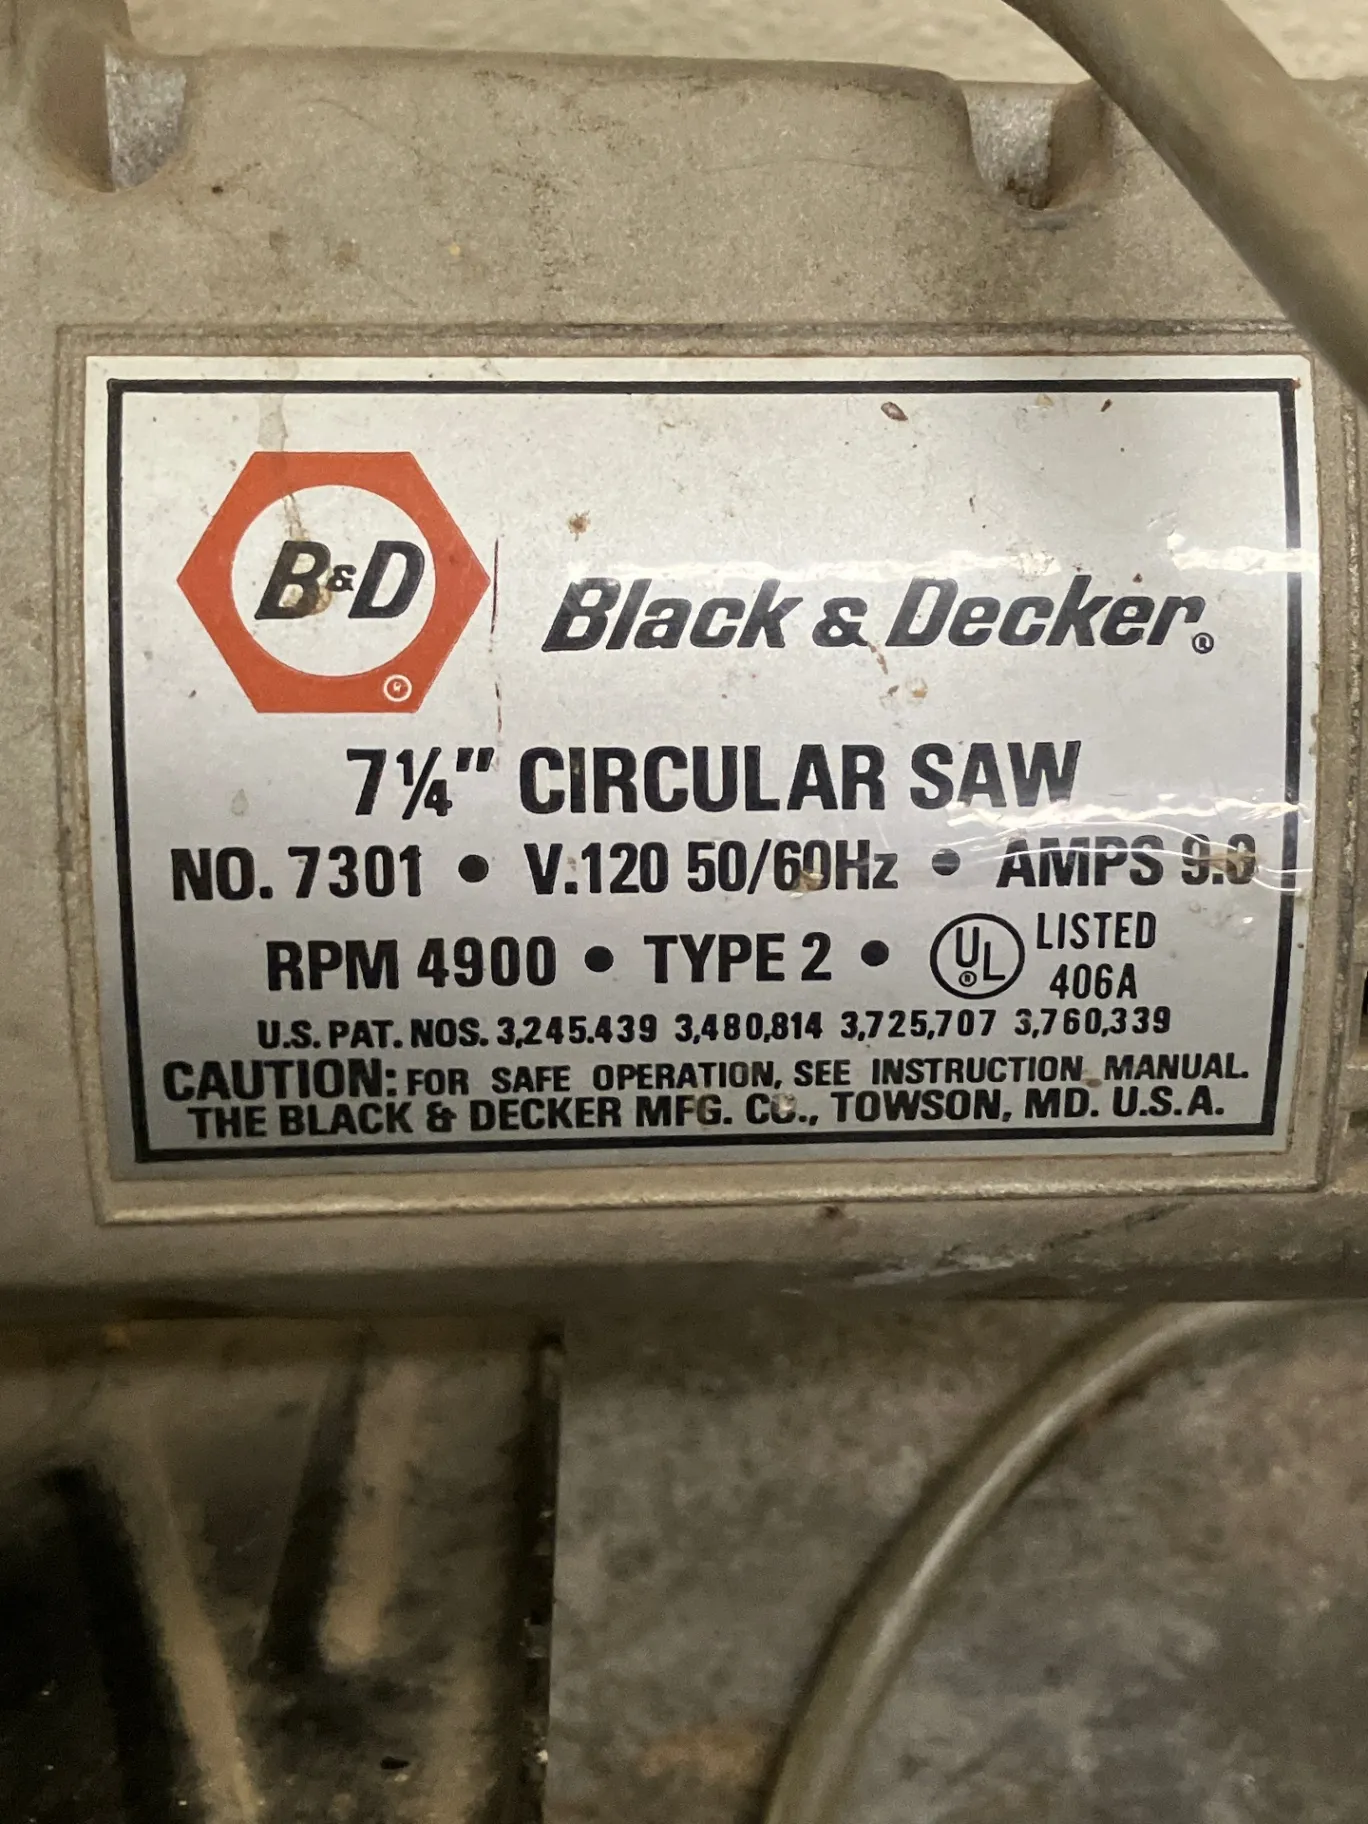 B&D
®
Black & Decker®
7¼" CIRCULAR SAW
NO. 7301 • V.120 50/60Hz • AMPS 9.0
RPM 4900 • TYPE 2 • UL® LISTED 406A
U.S. PAT. NOS. 3,245.439 3,480,814 3,725,707 3,760,339
CAUTION: FOR SAFE OPERATION, SEE INSTRUCTION MANUAL.
THE BLACK & DECKER MFG. CO., TOWSON, MD. U.S.A.